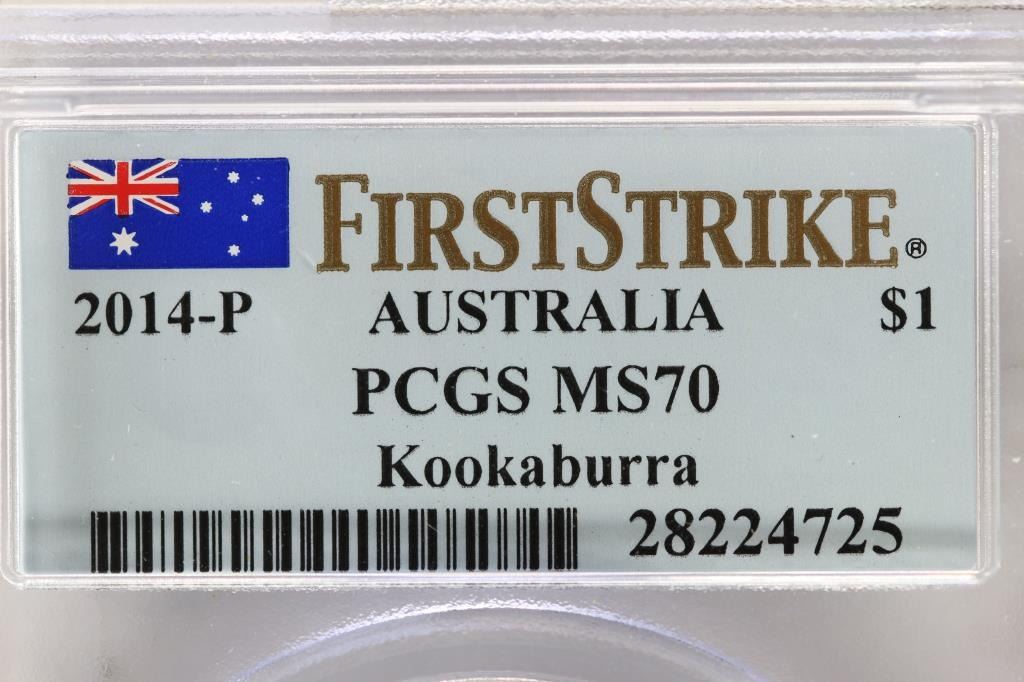 FIRSTSTRIKE®
2014-P AUSTRALIA $1
PCGS MS70
Kookaburra
28224725